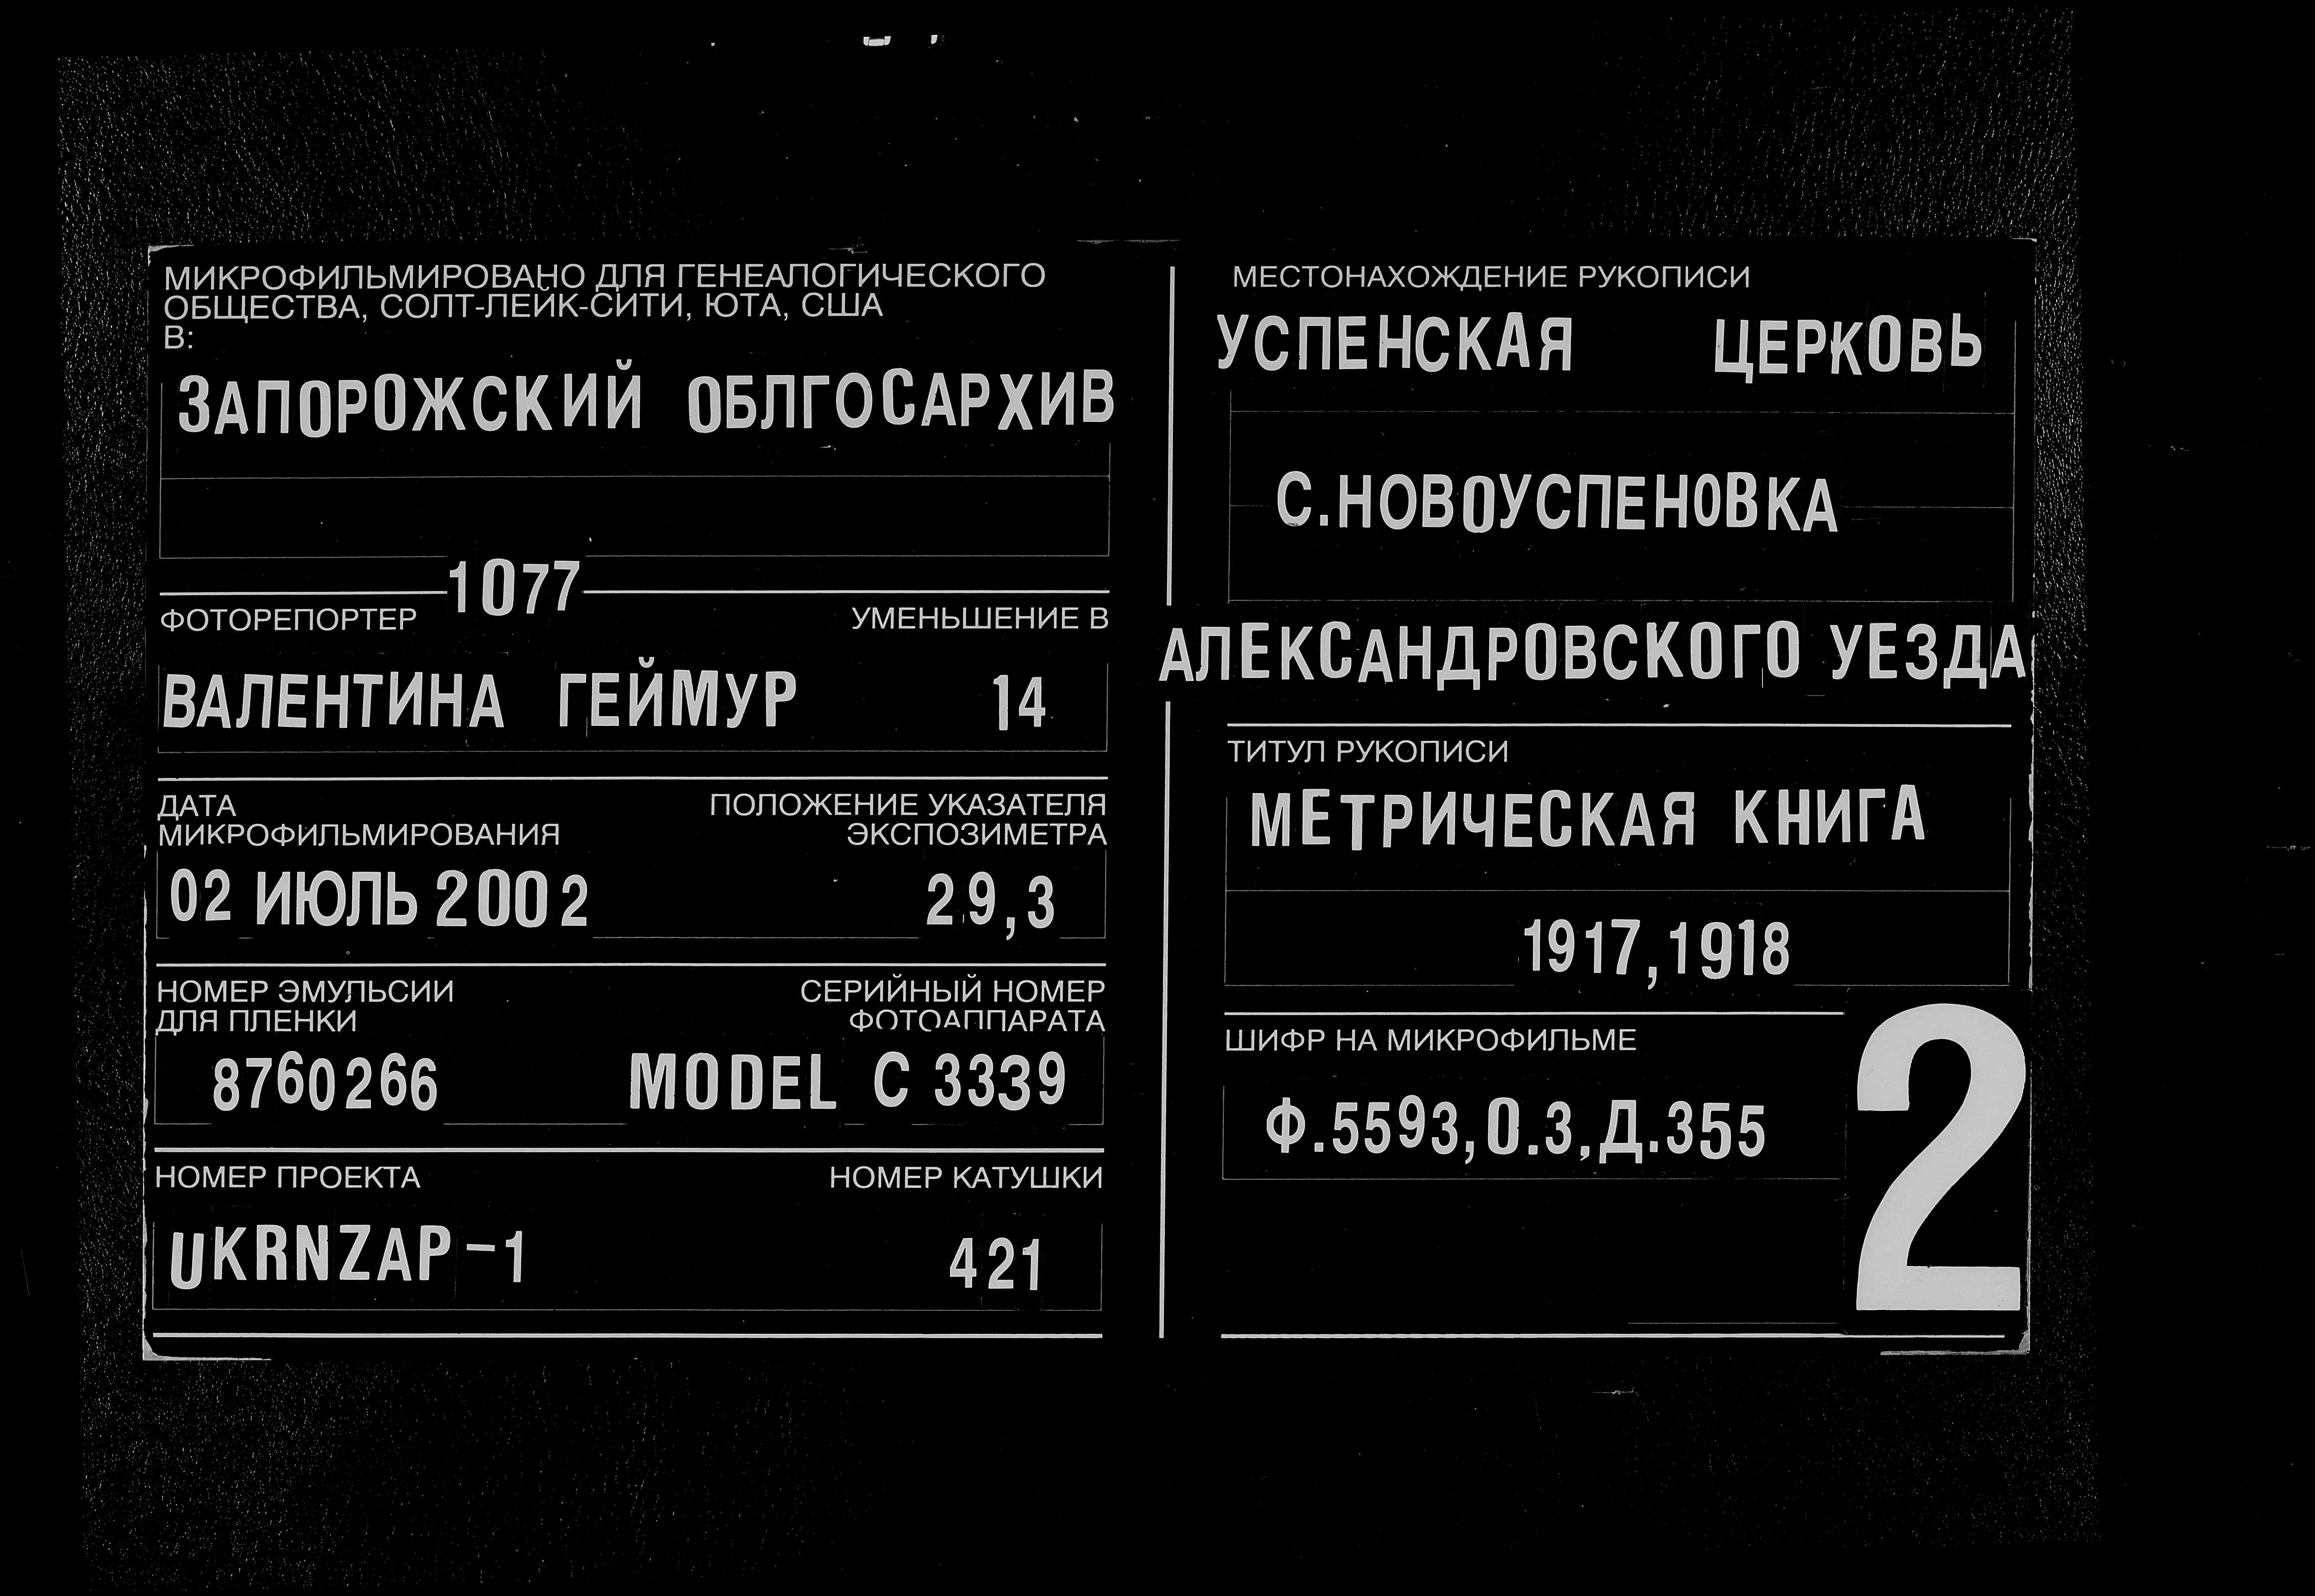 МИКРОФИЛЬМИРОВАНО ДЛЯ ГЕНЕАЛОГИЧЕСКОГО
ОБЩЕСТВА, СОЛТ-ЛЕЙК-СИТИ, ЮТА, США
В:
ЗАПОРОЖСКИЙ ОБЛГОСАРХИВ
1077
ФОТОРЕПОРТЕР УМЕНЬШЕНИЕ В
ВАЛЕНТИНА ГЕЙМУР 14
ДАТА ПОЛОЖЕНИЕ УКАЗАТЕЛЯ
МИКРОФИЛЬМИРОВАНИЯ ЭКСПОЗИМЕТРА
02 ИЮЛЬ 2002 29,3
НОМЕР ЭМУЛЬСИИ СЕРИЙНЫЙ НОМЕР
ДЛЯ ПЛЕНКИ ФОТОАППАРАТА
8760266 MODEL C 3339
НОМЕР ПРОЕКТА НОМЕР КАТУШКИ
UKRNZAP-1 421
МЕСТОНАХОЖДЕНИЕ РУКОПИСИ
УСПЕНСКАЯ ЦЕРКОВЬ
С.НОВОУСПЕНОВКА
АЛЕКСАНДРОВСКОГО УЕЗДА
ТИТУЛ РУКОПИСИ
МЕТРИЧЕСКАЯ КНИГА
1917,1918
ШИФР НА МИКРОФИЛЬМЕ
Ф.5593,О.3,Д.355
2